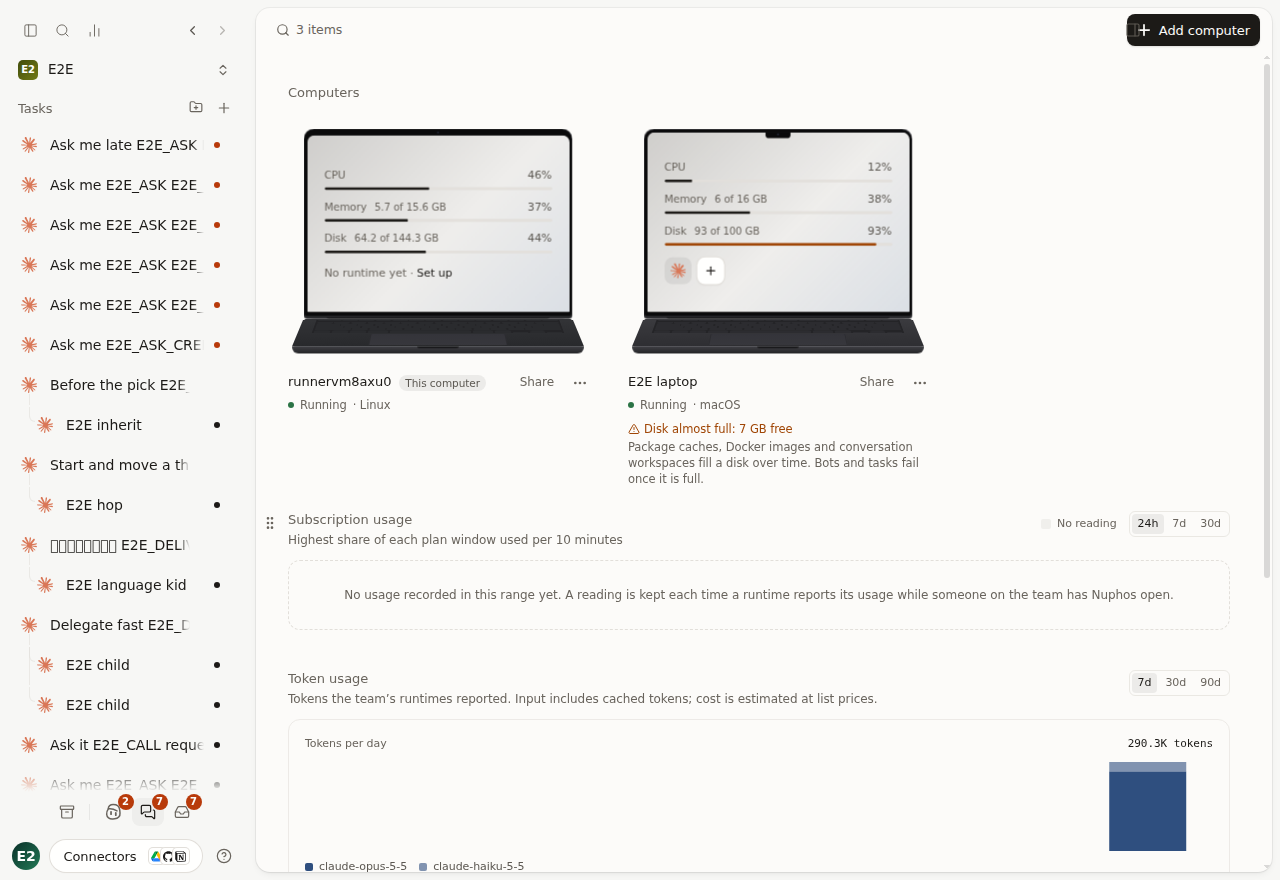 3 items
Add computer
E2 E2E
Tasks
Ask me late E2E_ASK
Ask me E2E_ASK E2E_
Ask me E2E_ASK E2E_
Ask me E2E_ASK E2E_
Ask me E2E_ASK E2E_
Ask me E2E_ASK_CRE
Before the pick E2E_
E2E inherit
Start and move a th
E2E hop
E2E_DELI
E2E language kid
Delegate fast E2E_D
E2E child
E2E child
Ask it E2E_CALL reque
Ask me E2E_ASK E2E
2 7 7
E2 Connectors
Computers
CPU 46%
Memory 5.7 of 15.6 GB 37%
Disk 64.2 of 144.3 GB 44%
No runtime yet · Set up
runnervm8axu0 This computer Share
Running · Linux
CPU 12%
Memory 6 of 16 GB 38%
Disk 93 of 100 GB 93%
E2E laptop Share
Running · macOS
Disk almost full: 7 GB free
Package caches, Docker images and conversation
workspaces fill a disk over time. Bots and tasks fail
once it is full.
Subscription usage
Highest share of each plan window used per 10 minutes
No reading 24h 7d 30d
No usage recorded in this range yet. A reading is kept each time a runtime reports its usage while someone on the team has Nuphos open.
Token usage
Tokens the team’s runtimes reported. Input includes cached tokens; cost is estimated at list prices.
7d 30d 90d
Tokens per day 290.3K tokens
claude-opus-5-5 claude-haiku-5-5